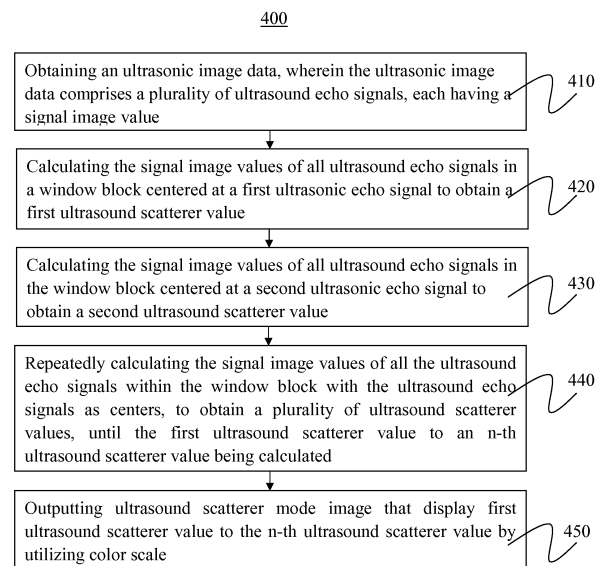 400
Obtaining an ultrasonic image data, wherein the ultrasonic image
data comprises a plurality of ultrasound echo signals, each having a
signal image value
410
Calculating the signal image values of all ultrasound echo signals in
a window block centered at a first ultrasonic echo signal to obtain a
first ultrasound scatterer value
420
Calculating the signal image values of all ultrasound echo signals in
the window block centered at a second ultrasonic echo signal to
obtain a second ultrasound scatterer value
430
Repeatedly calculating the signal image values of all the ultrasound
echo signals within the window block with the ultrasound echo
signals as centers, to obtain a plurality of ultrasound scatterer
values, until the first ultrasound scatterer value to an n-th
ultrasound scatterer value being calculated
440
Outputting ultrasound scatterer mode image that display first
ultrasound scatterer value to the n-th ultrasound scatterer value by
utilizing color scale
450